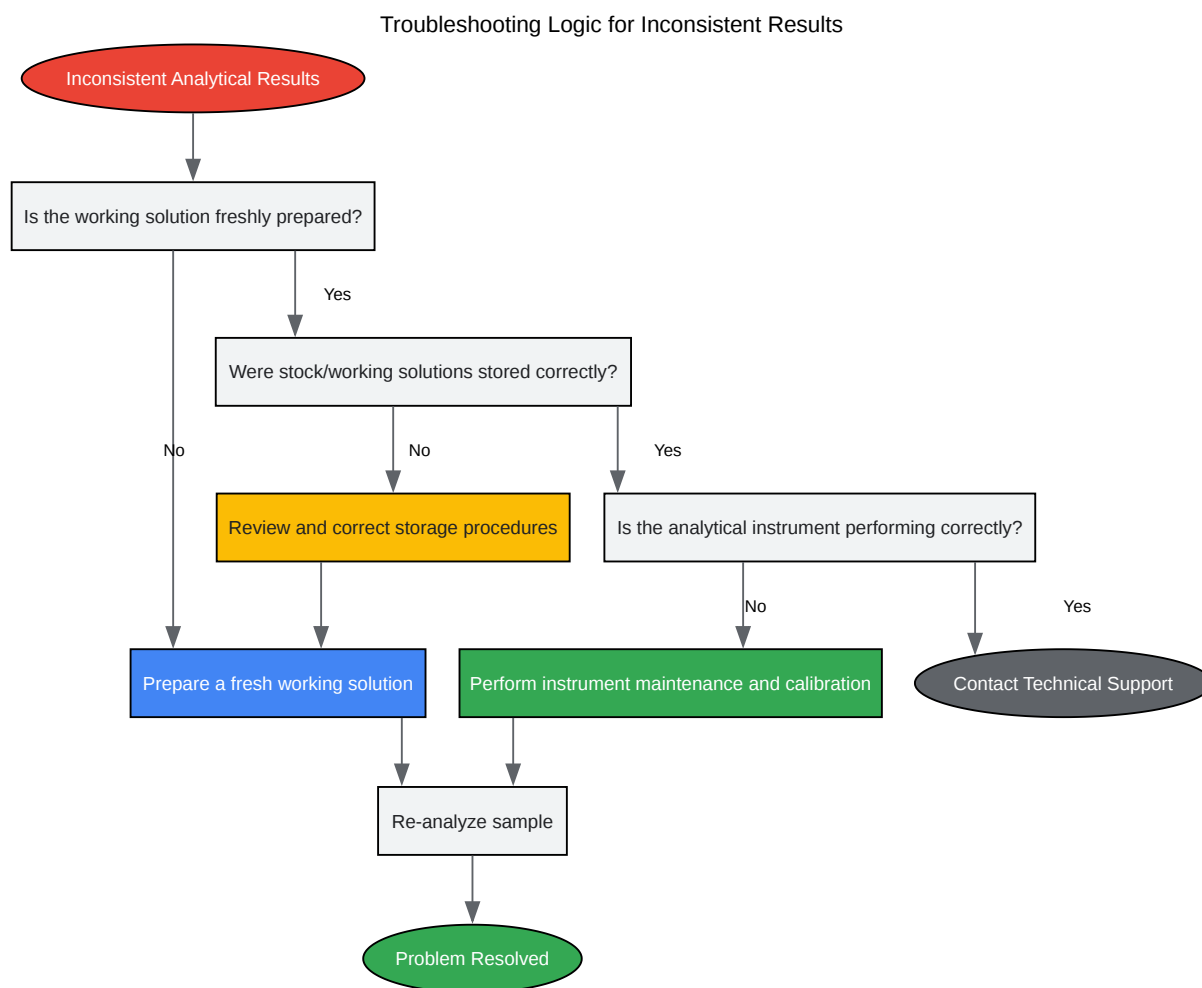 Troubleshooting Logic for Inconsistent Results
Inconsistent Analytical Results
Is the working solution freshly prepared?
Yes
Were stock/working solutions stored correctly?
No
No
Yes
Review and correct storage procedures
Is the analytical instrument performing correctly?
No
Yes
Prepare a fresh working solution
Perform instrument maintenance and calibration
Contact Technical Support
Re-analyze sample
Problem Resolved